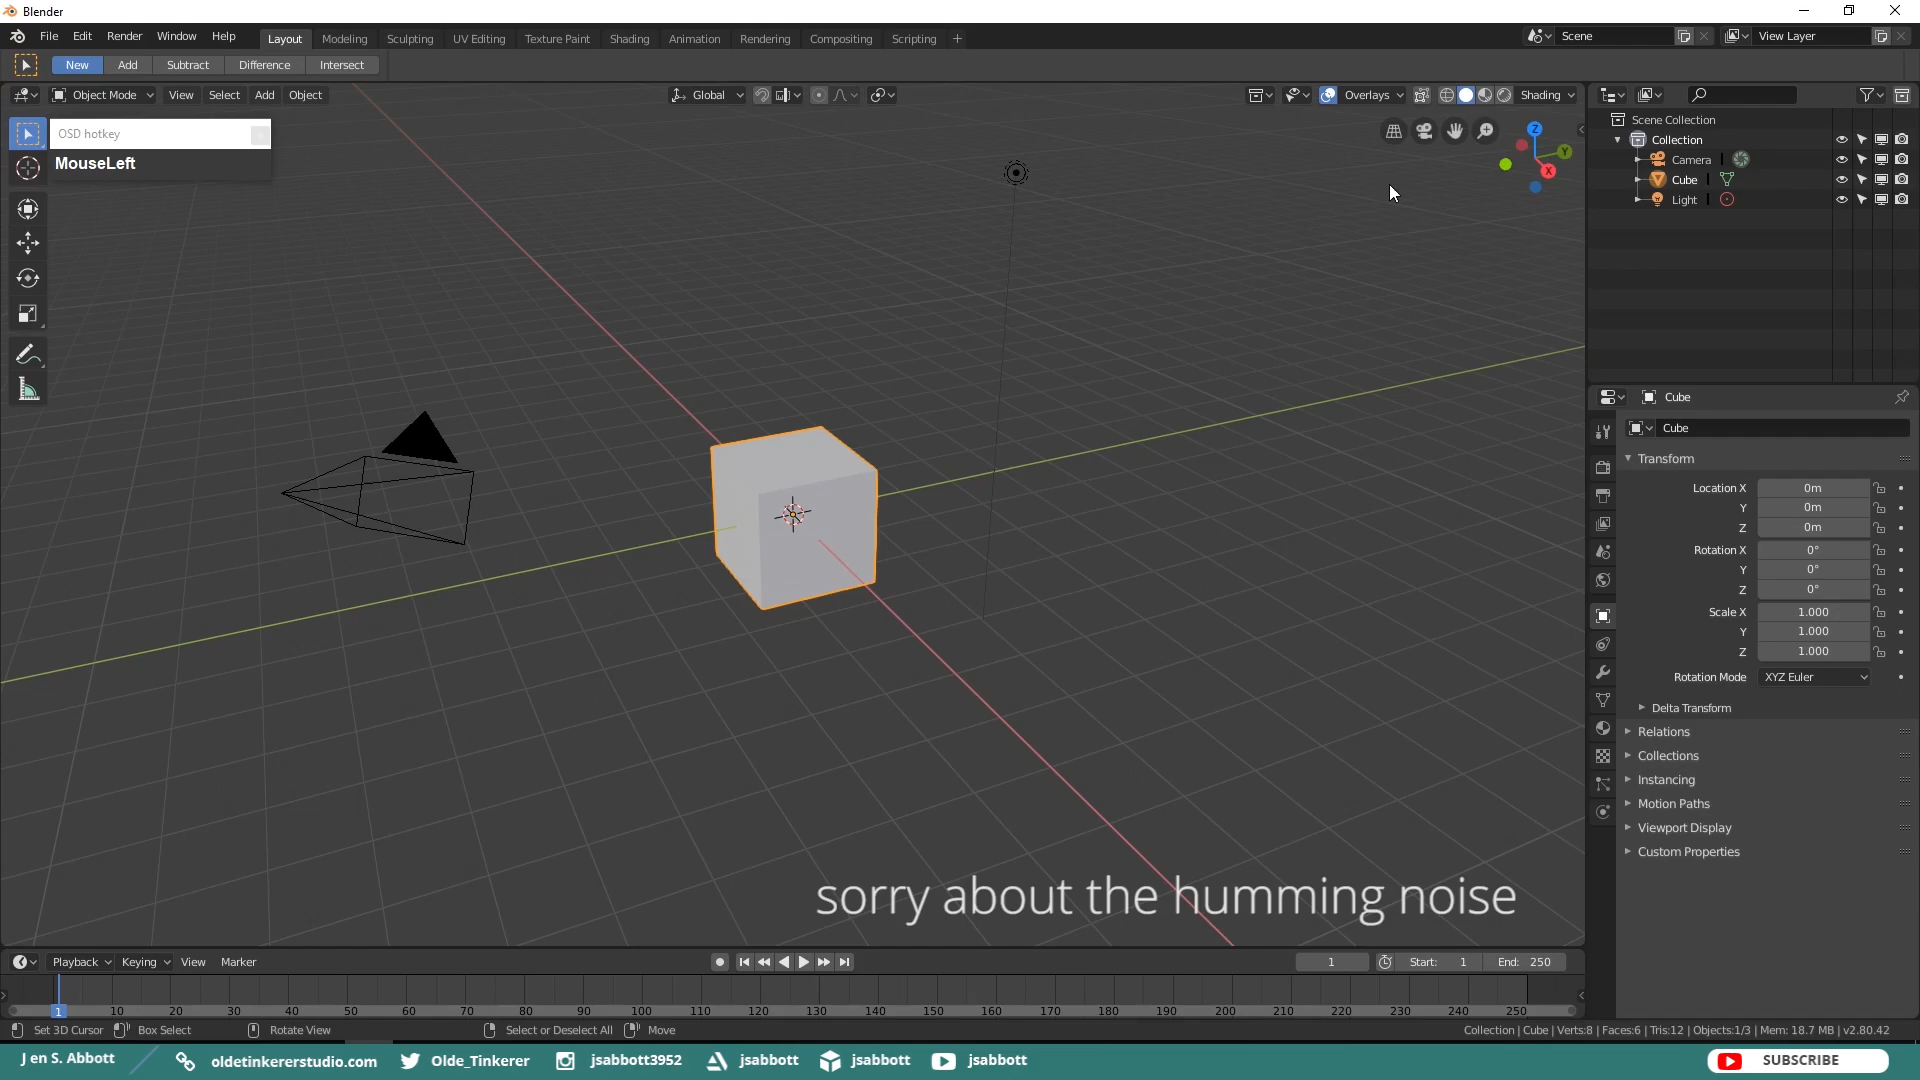 Blender
File Edit Render Window Help Layout Modeling Sculpting UV Editing Texture Paint Shading Animation Rendering Compositing Scripting + Scene View Layer
New Add Subtract Difference Intersect
Object Mode View Select Add Object Global Overlays Shading
OSD hotkey
MouseLeft
Z
Y
X
Scene Collection
Collection
Camera
Cube
Light
Cube
Cube
Transform
Location X 0m
Y 0m
Z 0m
Rotation X 0°
Y 0°
Z 0°
Scale X 1.000
Y 1.000
Z 1.000
Rotation Mode XYZ Euler
Delta Transform
Relations
Collections
Instancing
Motion Paths
Viewport Display
Custom Properties
sorry about the humming noise
Playback Keying View Marker 1 Start: 1 End: 250
1 10 20 30 40 50 60 70 80 90 100 110 120 130 140 150 160 170 180 190 200 210 220 230 240 250
Set 3D Cursor Box Select Rotate View Select or Deselect All Move Collection | Cube | Verts:8 | Faces:6 | Tris:12 | Objects:1/3 | Mem: 18.7 MB | v2.80.42
J en S. Abbott oldetinkererstudio.com Olde_Tinkerer jsabbott3952 jsabbott jsabbott jsabbott SUBSCRIBE